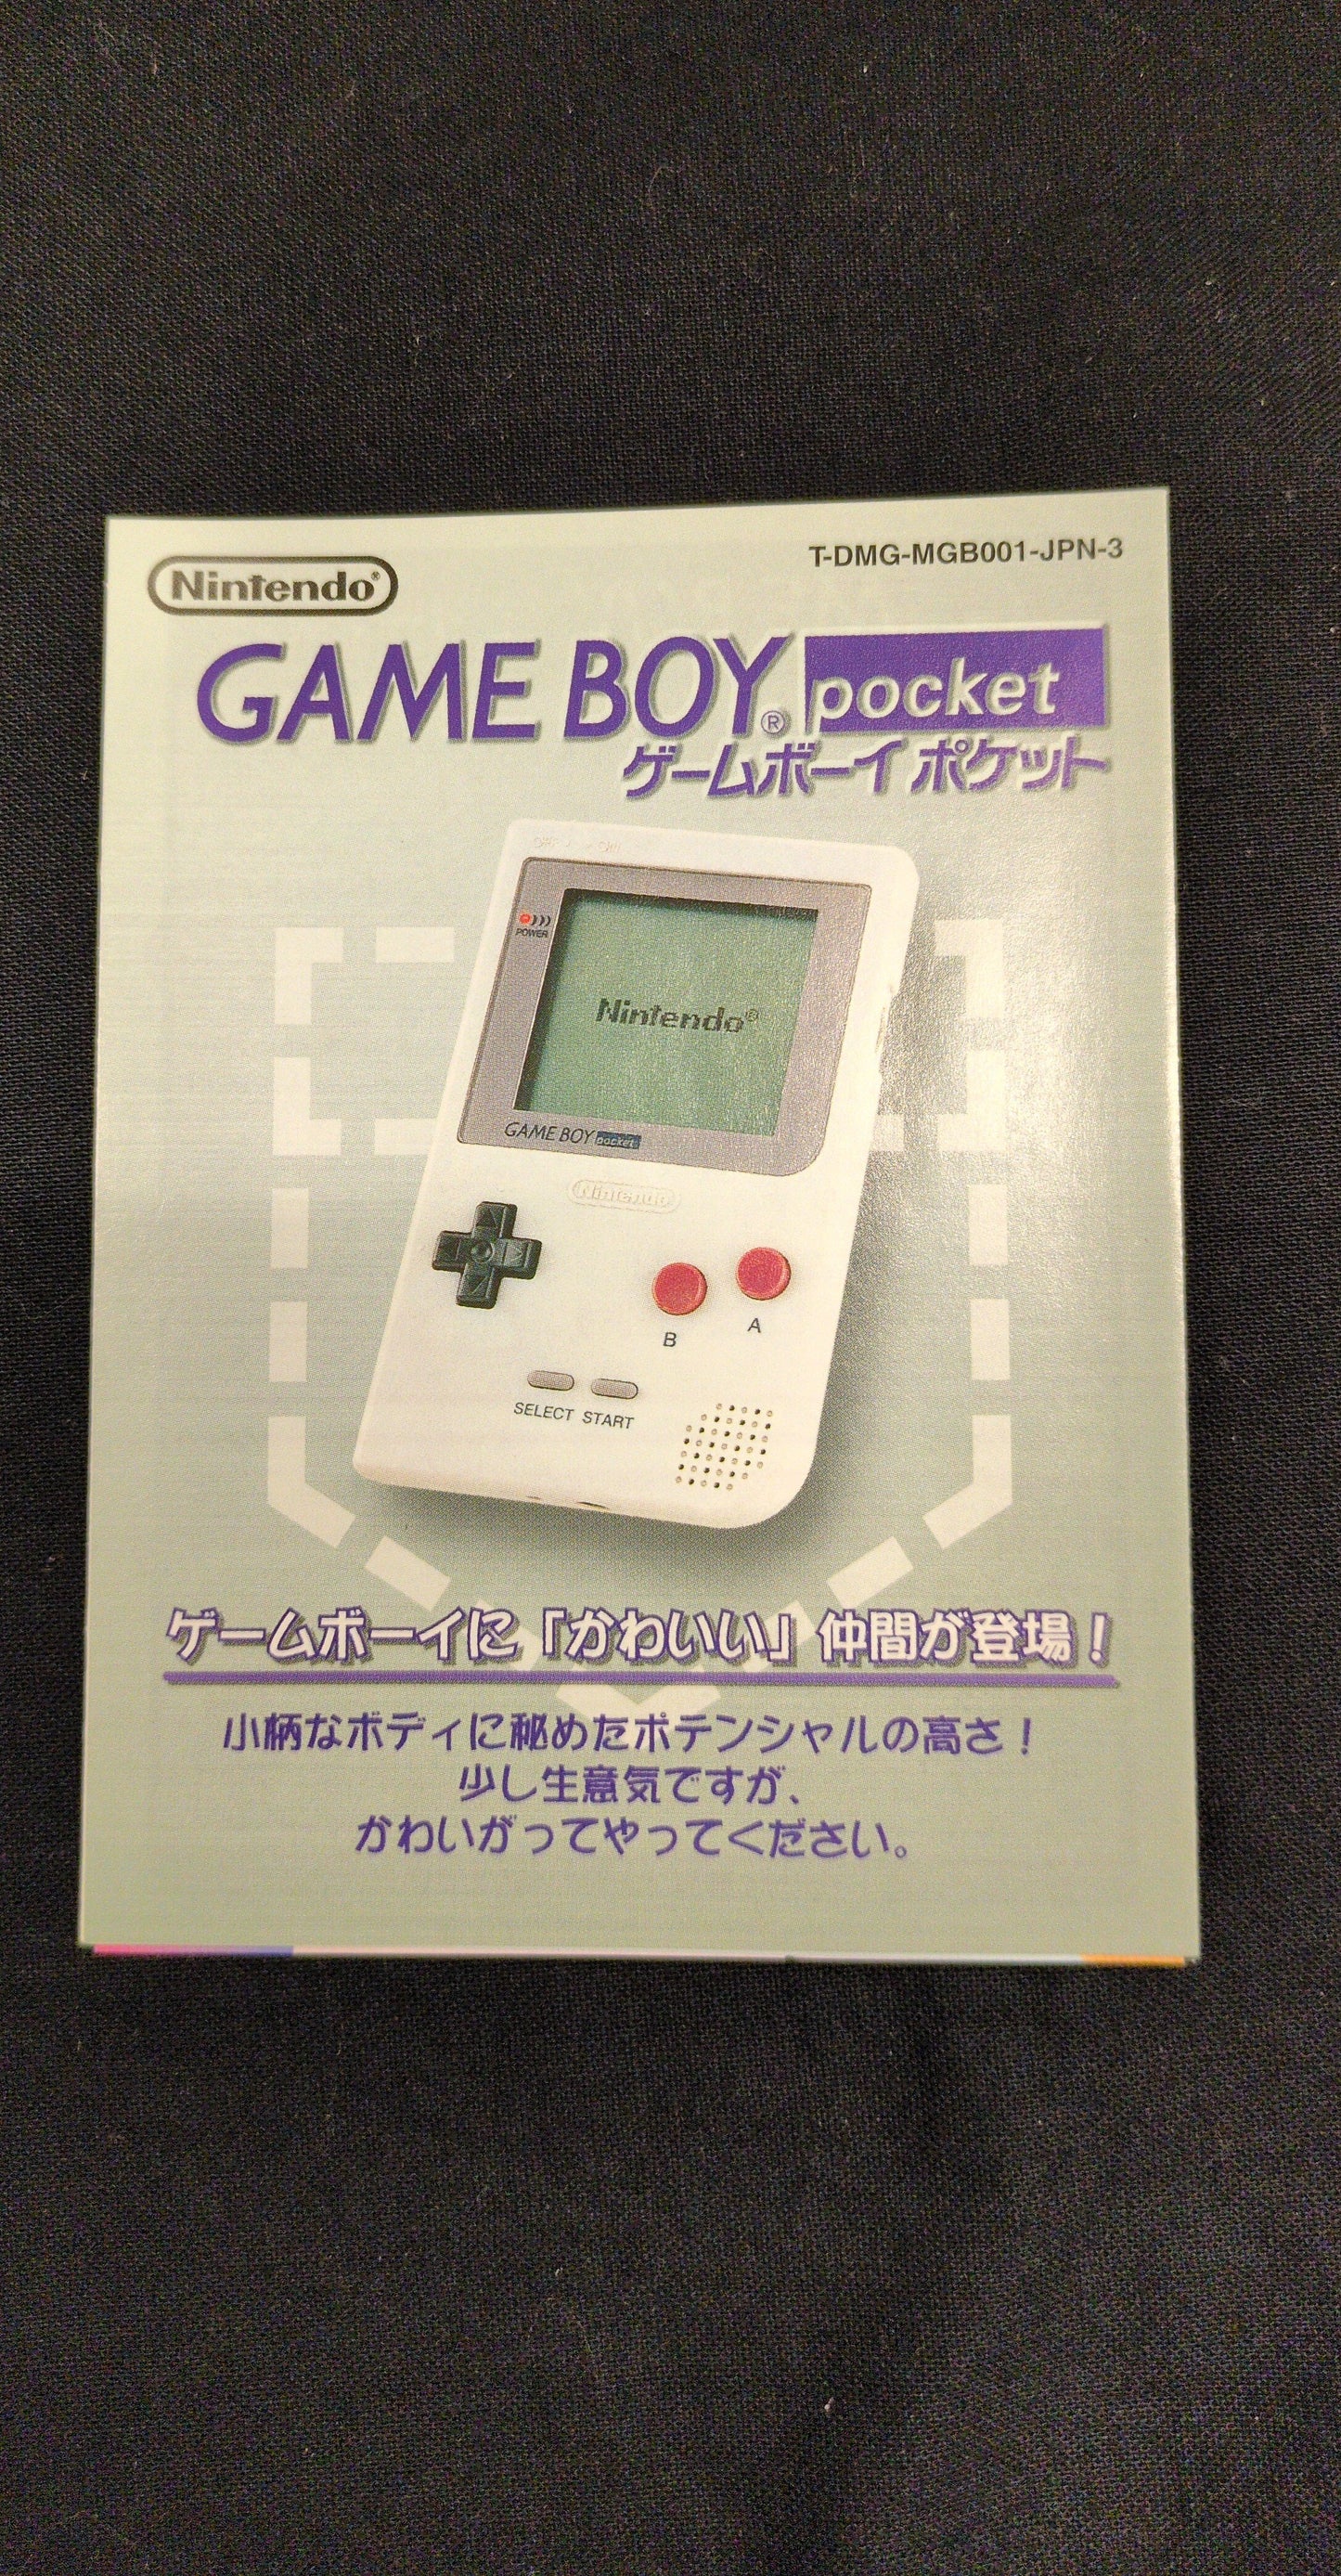 Nintendo®
T-DMG-MGB001-JPN-3
GAME BOY® pocket
ゲームボーイ ポケット
POWER
Nintendo®
GAME BOY pocket
Nintendo
B
A
SELECT START
ゲームボーイに「かわいい」仲間が登場！
小柄なボディに秘めたポテンシャルの高さ！
少し生意気ですが、
かわいがってやってください。